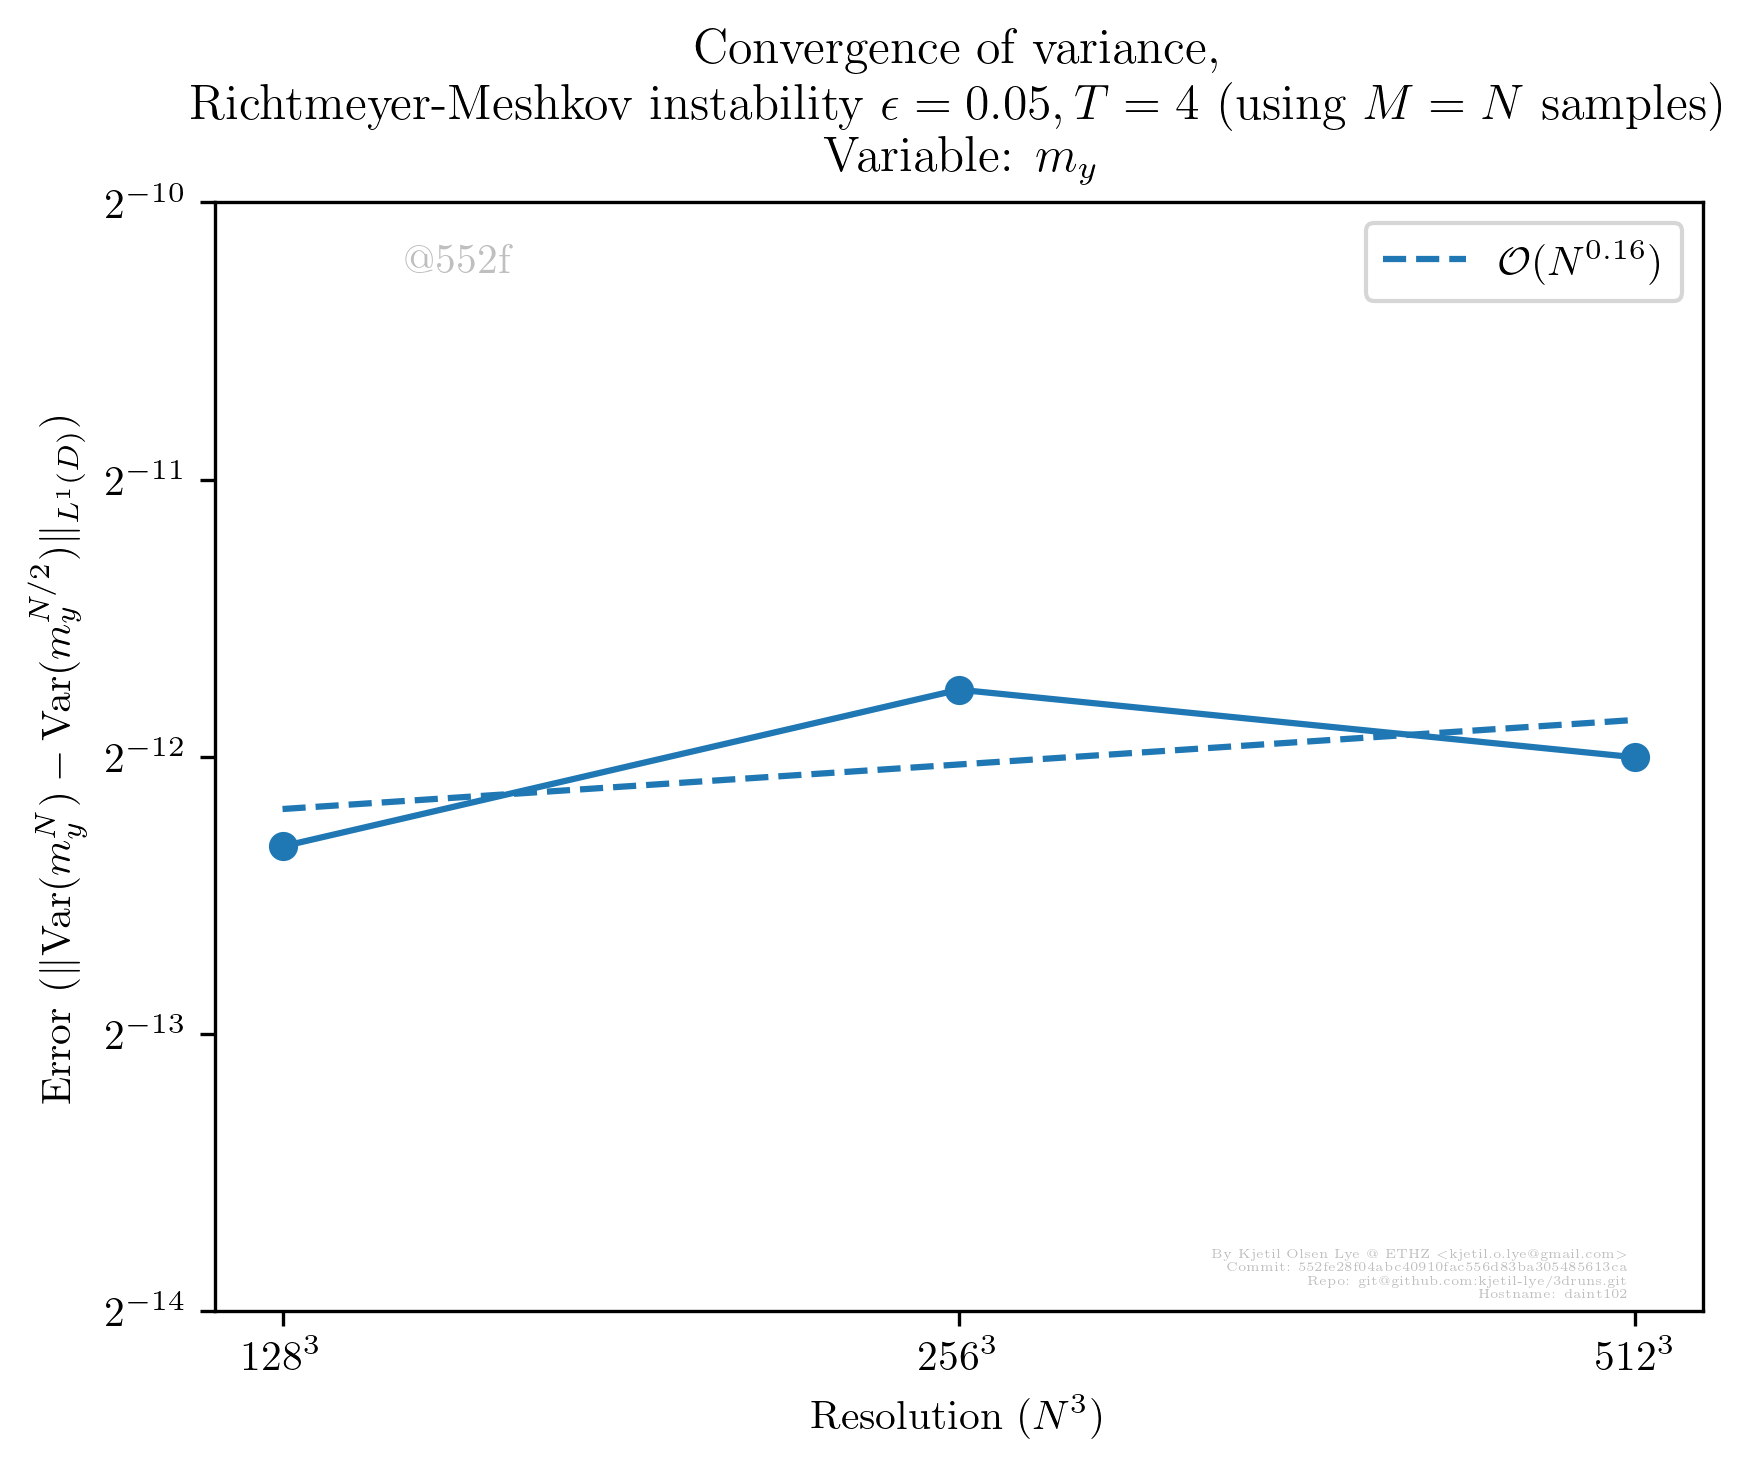 Convergence of variance,
Richtmeyer-Meshkov instability ϵ = 0.05, T = 4 (using M = N samples)
Variable: m_y
2^{-10}
2^{-11}
2^{-12}
2^{-13}
2^{-14}
Error (‖Var(m_y^N) − Var(m_y^{N/2})‖_{L^1(D)})
@552f
O(N^{0.16})
By Kjetil Olsen Lye @ ETHZ <kjetil.o.lye@gmail.com>
Commit: 552fe28f04abc40910fac556d83ba305485613ca
Repo: git@github.com:kjetil-lye/3druns.git
Hostname: daint102
128^3
256^3
512^3
Resolution (N^3)